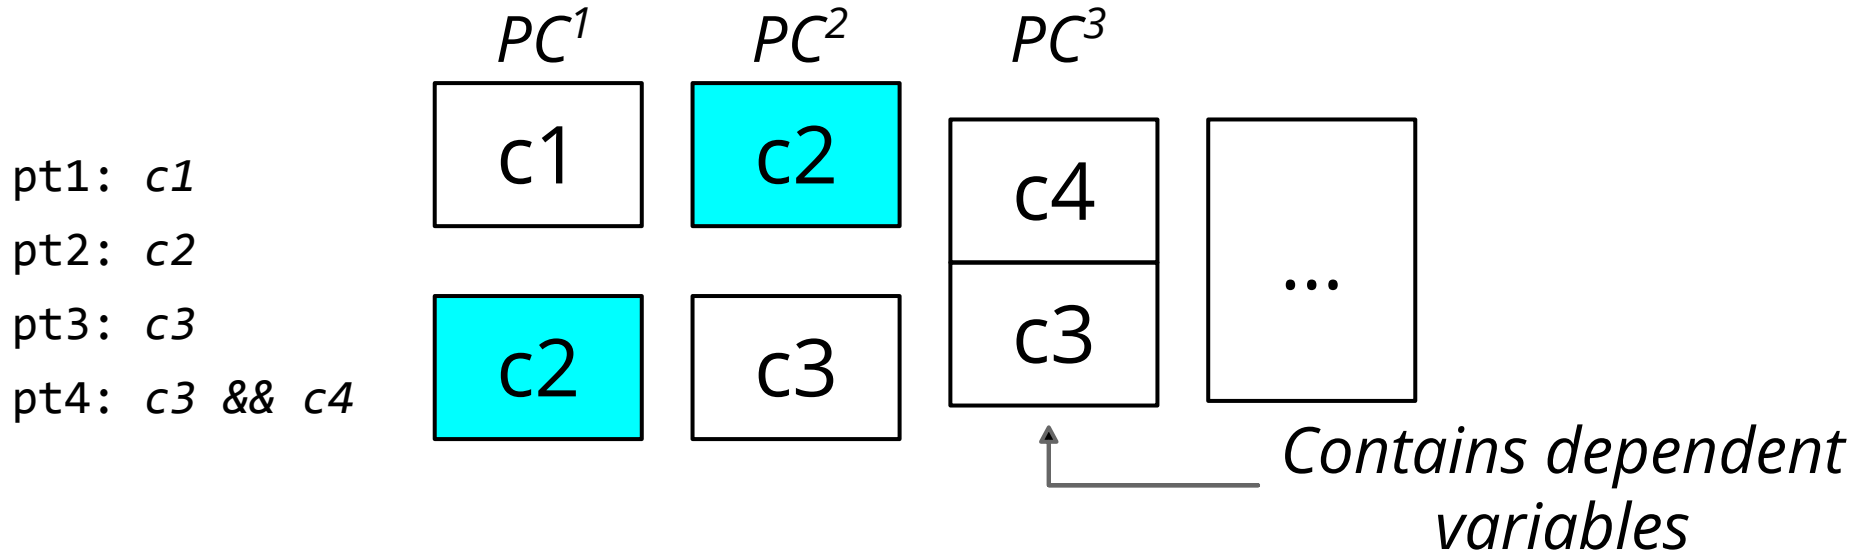 PC¹ PC² PC³
c1 c2
c4
pt1: c1
pt2: c2
...
pt3: c3
c3
c2 c3
pt4: c3 && c4
Contains dependent
variables